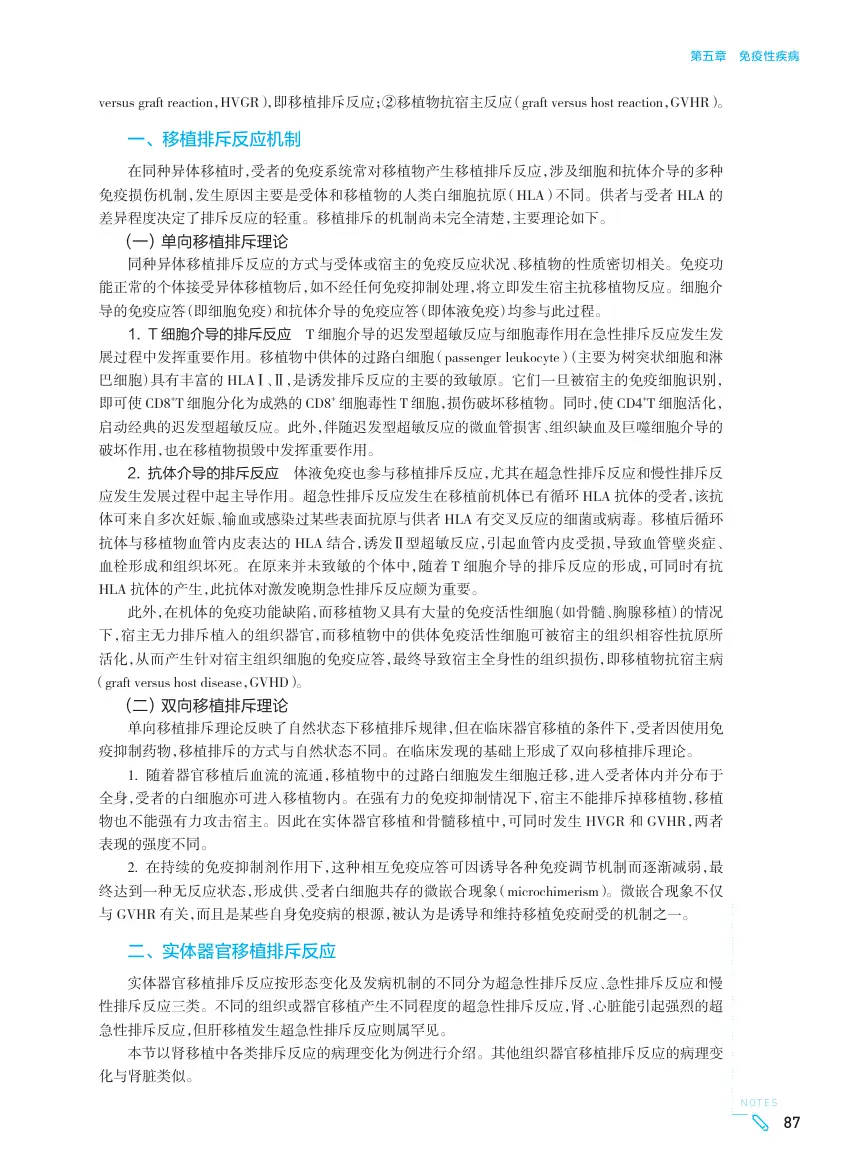 第五章 免疫性疾病
versus graft reaction,HVGR),即移植排斥反应;②移植物抗宿主反应(graft versus host reaction,GVHR)。
一、移植排斥反应机制
在同种异体移植时,受者的免疫系统常对移植物产生移植排斥反应,涉及细胞和抗体介导的多种
免疫损伤机制,发生原因主要是受体和移植物的人类白细胞抗原(HLA)不同。供者与受者 HLA 的
差异程度决定了排斥反应的轻重。移植排斥的机制尚未完全清楚,主要理论如下。
(一)单向移植排斥理论
同种异体移植排斥反应的方式与受体或宿主的免疫反应状况、移植物的性质密切相关。免疫功
能正常的个体接受异体移植物后,如不经任何免疫抑制处理,将立即发生宿主抗移植物反应。细胞介
导的免疫应答(即细胞免疫)和抗体介导的免疫应答(即体液免疫)均参与此过程。
1. T 细胞介导的排斥反应 T 细胞介导的迟发型超敏反应与细胞毒作用在急性排斥反应发生发
展过程中发挥重要作用。移植物中供体的过路白细胞(passenger leukocyte)(主要为树突状细胞和淋
巴细胞)具有丰富的 HLAⅠ、Ⅱ,是诱发排斥反应的主要的致敏原。它们一旦被宿主的免疫细胞识别,
即可使 CD8⁺T 细胞分化为成熟的 CD8⁺ 细胞毒性 T 细胞,损伤破坏移植物。同时,使 CD4⁺T 细胞活化,
启动经典的迟发型超敏反应。此外,伴随迟发型超敏反应的微血管损害、组织缺血及巨噬细胞介导的
破坏作用,也在移植物损毁中发挥重要作用。
2. 抗体介导的排斥反应 体液免疫也参与移植排斥反应,尤其在超急性排斥反应和慢性排斥反
应发生发展过程中起主导作用。超急性排斥反应发生在移植前机体已有循环 HLA 抗体的受者,该抗
体可来自多次妊娠、输血或感染过某些表面抗原与供者 HLA 有交叉反应的细菌或病毒。移植后循环
抗体与移植物血管内皮表达的 HLA 结合,诱发Ⅱ型超敏反应,引起血管内皮受损,导致血管壁炎症、
血栓形成和组织坏死。在原来并未致敏的个体中,随着 T 细胞介导的排斥反应的形成,可同时有抗
HLA 抗体的产生,此抗体对激发晚期急性排斥反应颇为重要。
此外,在机体的免疫功能缺陷,而移植物又具有大量的免疫活性细胞(如骨髓、胸腺移植)的情况
下,宿主无力排斥植入的组织器官,而移植物中的供体免疫活性细胞可被宿主的组织相容性抗原所
活化,从而产生针对宿主组织细胞的免疫应答,最终导致宿主全身性的组织损伤,即移植物抗宿主病
(graft versus host disease,GVHD)。
(二)双向移植排斥理论
单向移植排斥理论反映了自然状态下移植排斥规律,但在临床器官移植的条件下,受者因使用免
疫抑制药物,移植排斥的方式与自然状态不同。在临床发现的基础上形成了双向移植排斥理论。
1. 随着器官移植后血流的流通,移植物中的过路白细胞发生细胞迁移,进入受者体内并分布于
全身,受者的白细胞亦可进入移植物内。在强有力的免疫抑制情况下,宿主不能排斥掉移植物,移植
物也不能强有力攻击宿主。因此在实体器官移植和骨髓移植中,可同时发生 HVGR 和 GVHR,两者
表现的强度不同。
2. 在持续的免疫抑制剂作用下,这种相互免疫应答可因诱导各种免疫调节机制而逐渐减弱,最
终达到一种无反应状态,形成供、受者白细胞共存的微嵌合现象(microchimerism)。微嵌合现象不仅
与 GVHR 有关,而且是某些自身免疫病的根源,被认为是诱导和维持移植免疫耐受的机制之一。
二、实体器官移植排斥反应
实体器官移植排斥反应按形态变化及发病机制的不同分为超急性排斥反应、急性排斥反应和慢
性排斥反应三类。不同的组织或器官移植产生不同程度的超急性排斥反应,肾、心脏能引起强烈的超
急性排斥反应,但肝移植发生超急性排斥反应则属罕见。
本节以肾移植中各类排斥反应的病理变化为例进行介绍。其他组织器官移植排斥反应的病理变
化与肾脏类似。
NOTES
87